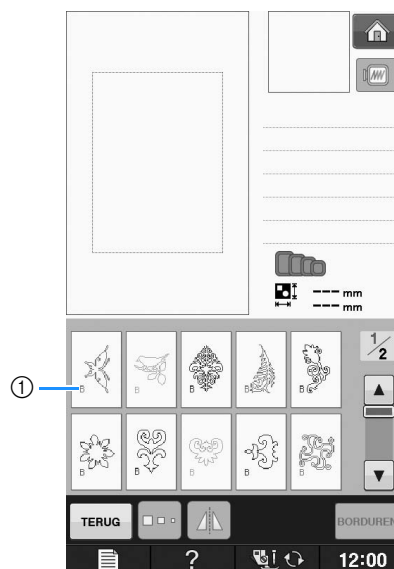 --- mm
--- mm
1/2
①
B B B B B
B B B B B
TERUG
BORDUREN
?
12:00